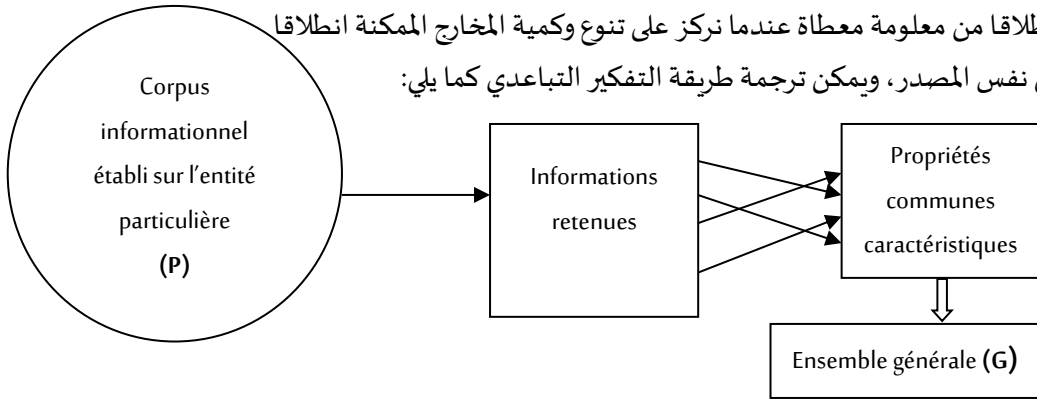 من معلومة معطاة عندما نركز على تنوع وكمية المخارج الممكنة انطلاقا
نفس المصدر، ويمكن ترجمة طريقة التفكير التباعدي كما يلي:
Corpus
informationnel
établi sur l’entité
particulière
(P)
Informations
retenues
Propriétés
communes
caractéristiques
Ensemble générale (G)